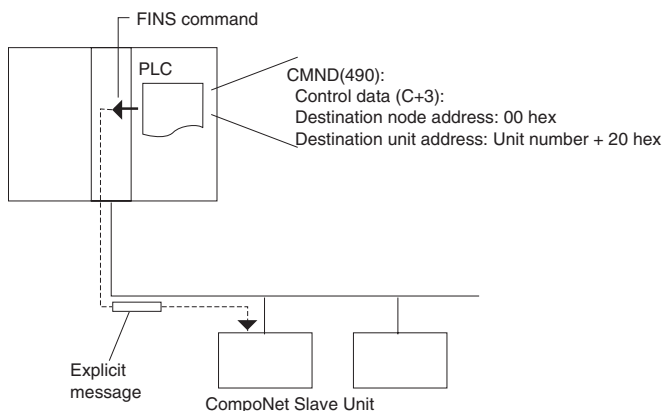 FINS command
PLC
CMND(490):
Control data (C+3):
Destination node address: 00 hex
Destination unit address: Unit number + 20 hex
Explicit
message
CompoNet Slave Unit